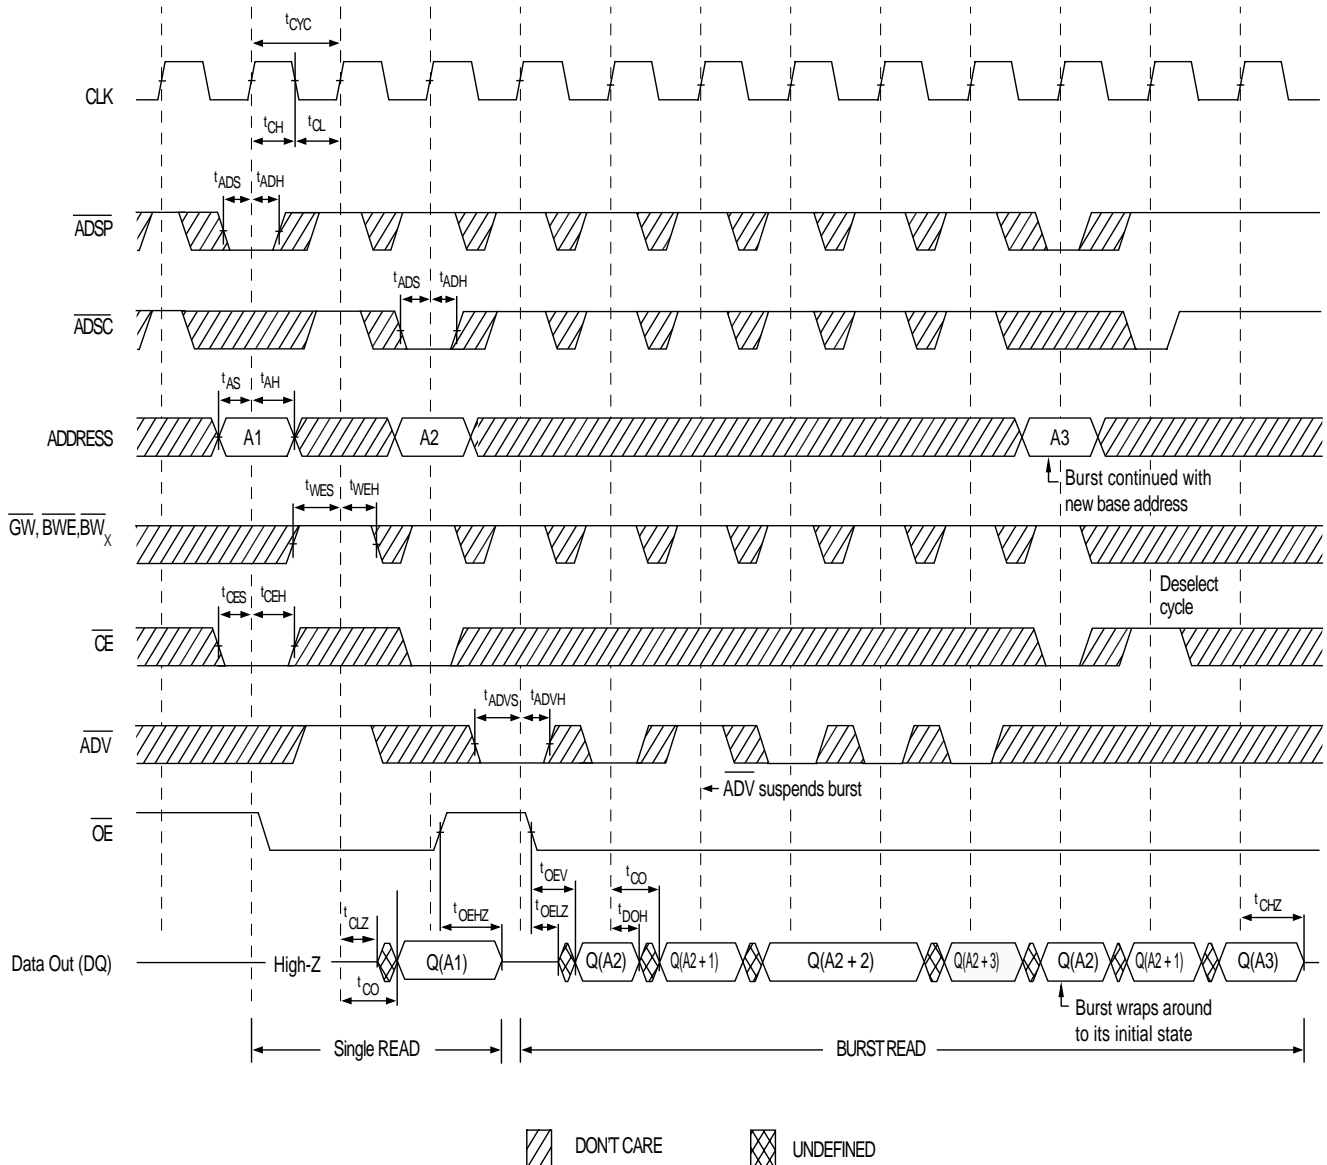 tCYC
CLK
tCH
tCL
tADS
tADH
ADSP
tADS
tADH
ADSC
tAS
tAH
ADDRESS
A1
A2
A3
Burst continued with
new base address
tWES
tWEH
GW, BWE,BWX
Deselect
cycle
tCES
tCEH
CE
tADVS
tADVH
ADV
ADV suspends burst
OE
tOEV
tCO
tCLZ
tOEHZ
tOELZ
tDOH
tCHZ
Data Out (DQ)
High-Z
Q(A1)
Q(A2)
Q(A2 + 1)
Q(A2 + 2)
Q(A2 + 3)
Q(A2)
Q(A2 + 1)
Q(A3)
tCO
Burst wraps around
to its initial state
Single READ
BURST READ
DON'T CARE
UNDEFINED